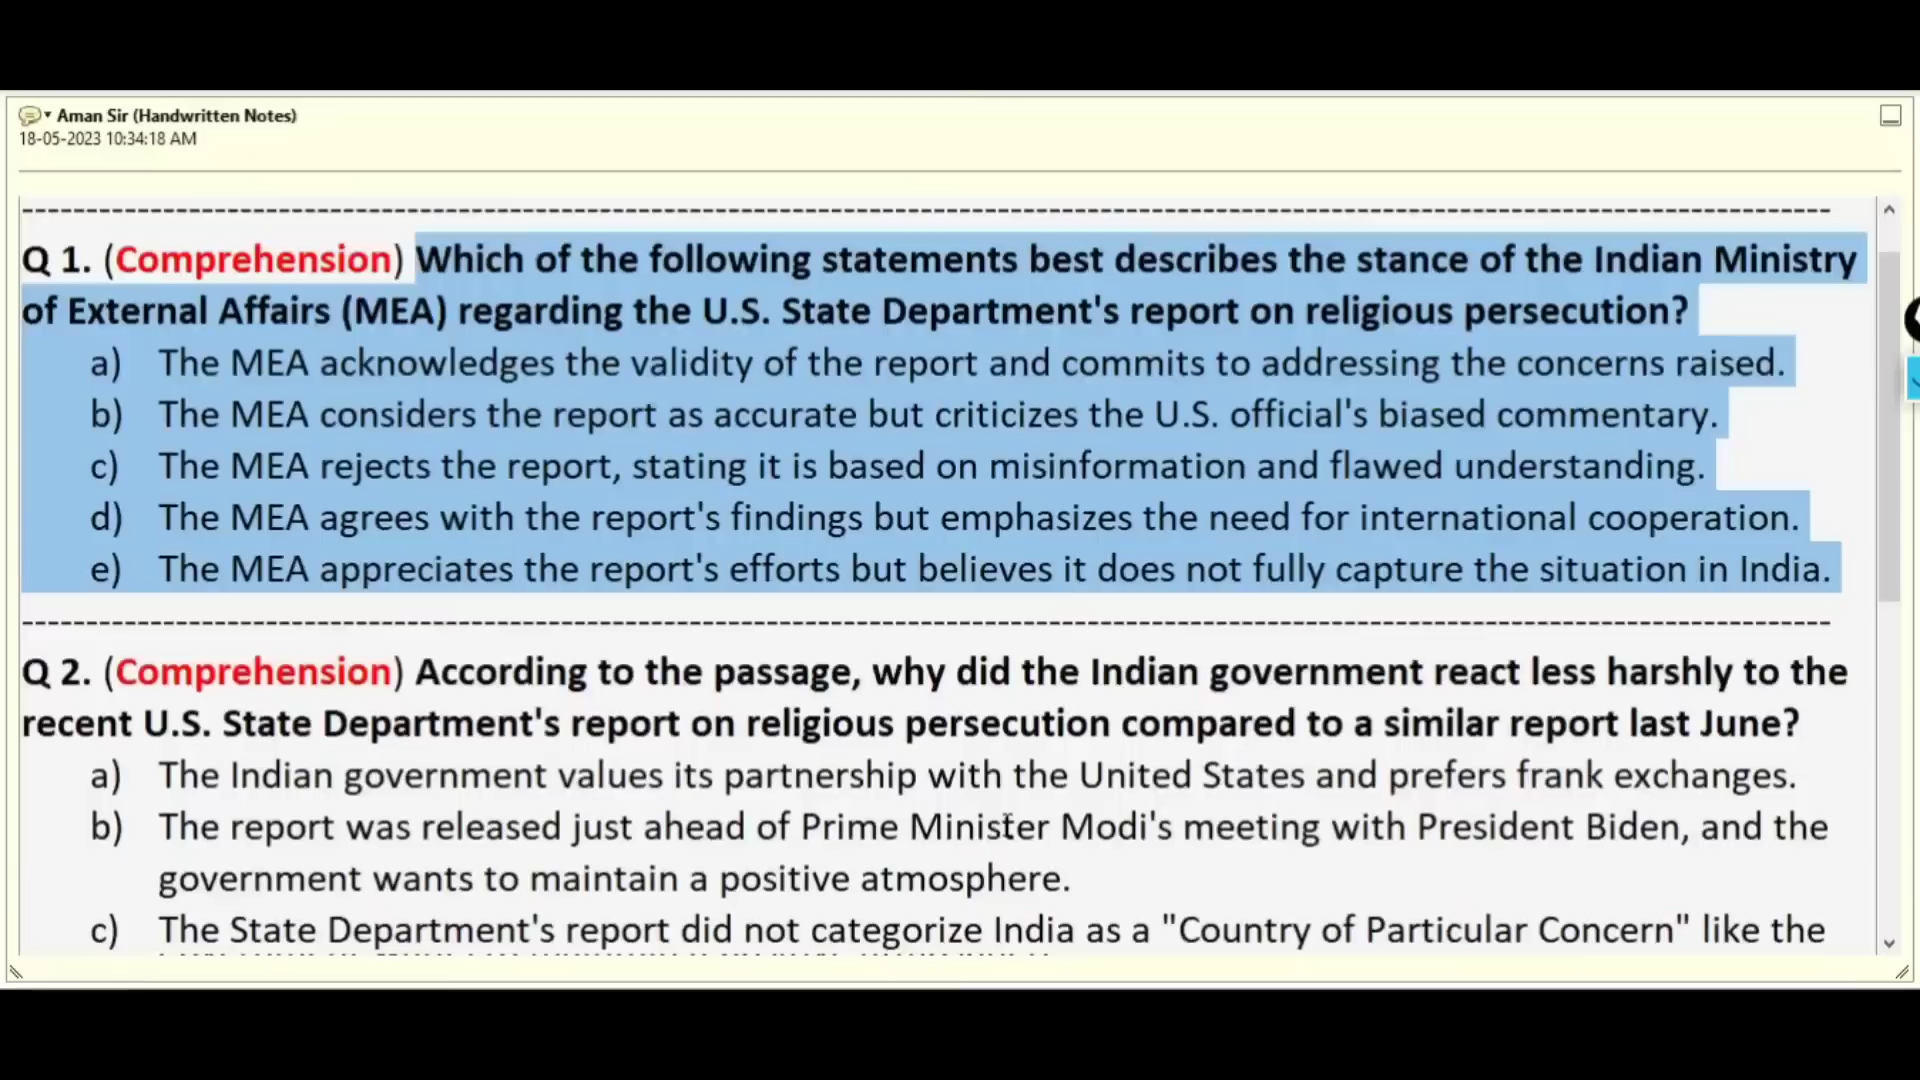 Aman Sir (Handwritten Notes)
18-05-2023 10:34:18 AM
Q 1. (Comprehension) Which of the following statements best describes the stance of the Indian Ministry
of External Affairs (MEA) regarding the U.S. State Department's report on religious persecution?
a) The MEA acknowledges the validity of the report and commits to addressing the concerns raised.
b) The MEA considers the report as accurate but criticizes the U.S. official's biased commentary.
c) The MEA rejects the report, stating it is based on misinformation and flawed understanding.
d) The MEA agrees with the report's findings but emphasizes the need for international cooperation.
e) The MEA appreciates the report's efforts but believes it does not fully capture the situation in India.
Q 2. (Comprehension) According to the passage, why did the Indian government react less harshly to the
recent U.S. State Department's report on religious persecution compared to a similar report last June?
a) The Indian government values its partnership with the United States and prefers frank exchanges.
b) The report was released just ahead of Prime Minister Modi's meeting with President Biden, and the
government wants to maintain a positive atmosphere.
c) The State Department's report did not categorize India as a "Country of Particular Concern" like the